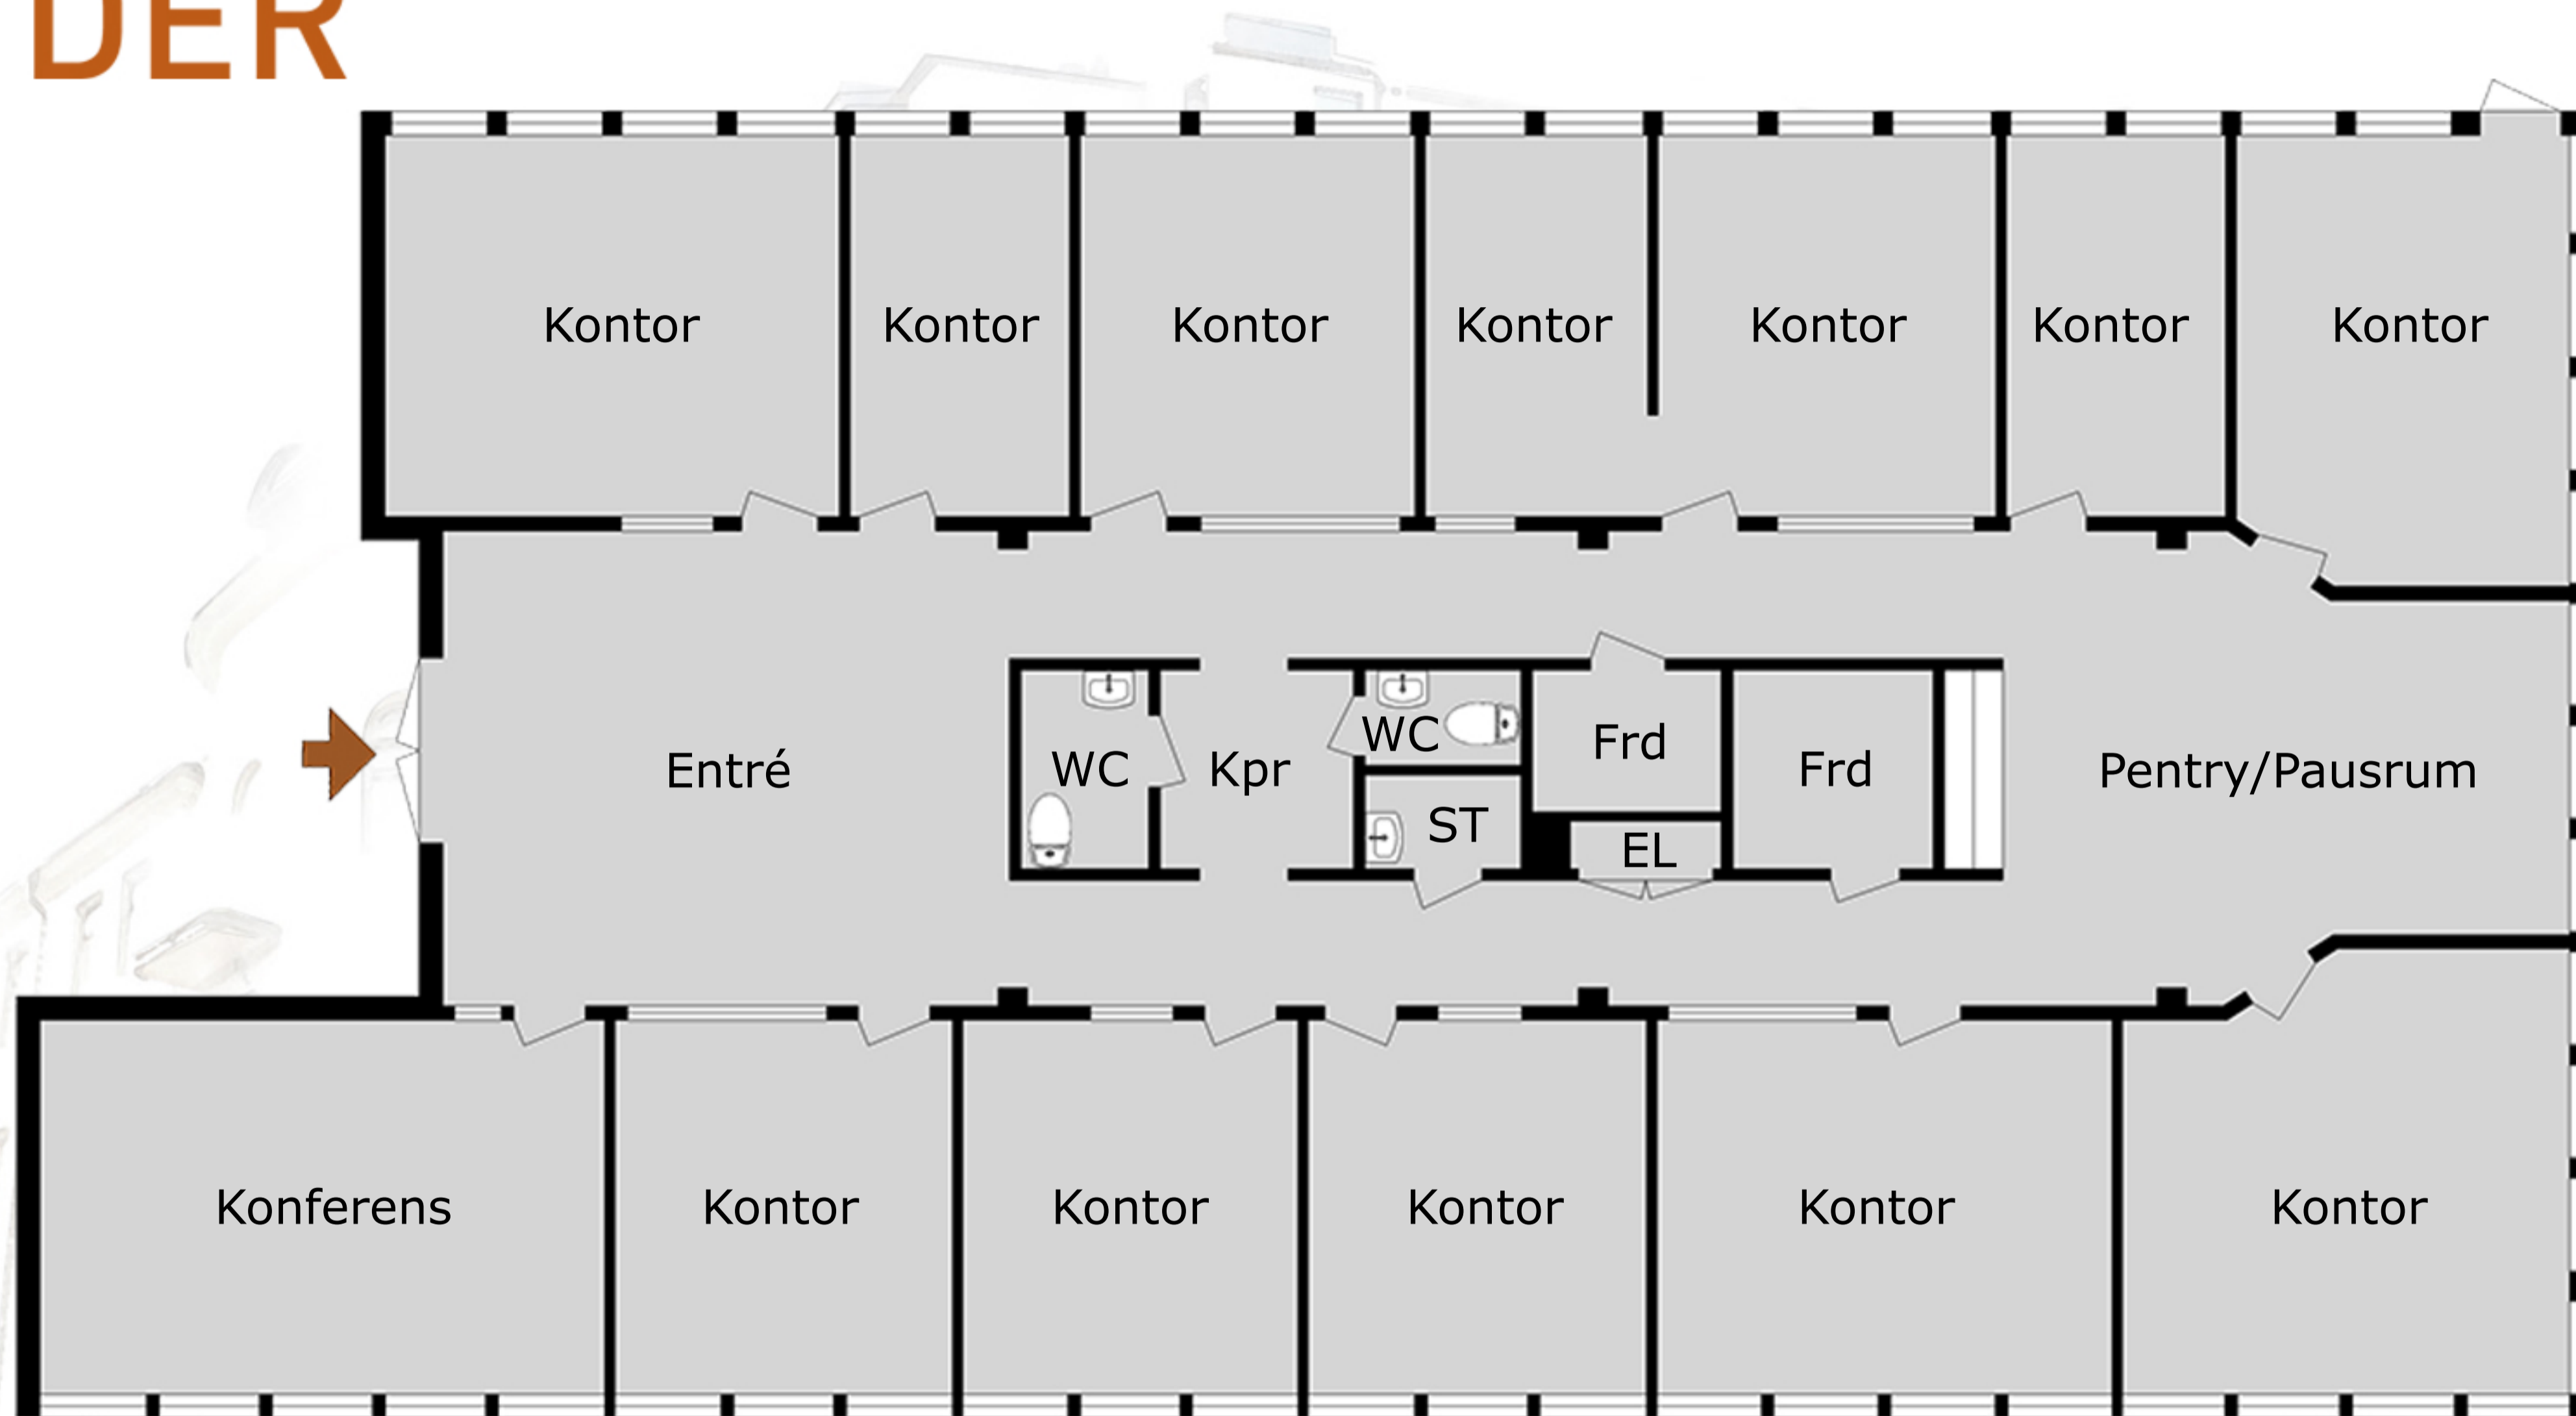 DER
Kontor
Kontor
Kontor
Kontor
Kontor
Kontor
Kontor
Entré
WC
Kpr
WC
ST
Frd
EL
Frd
Pentry/Pausrum
Konferens
Kontor
Kontor
Kontor
Kontor
Kontor